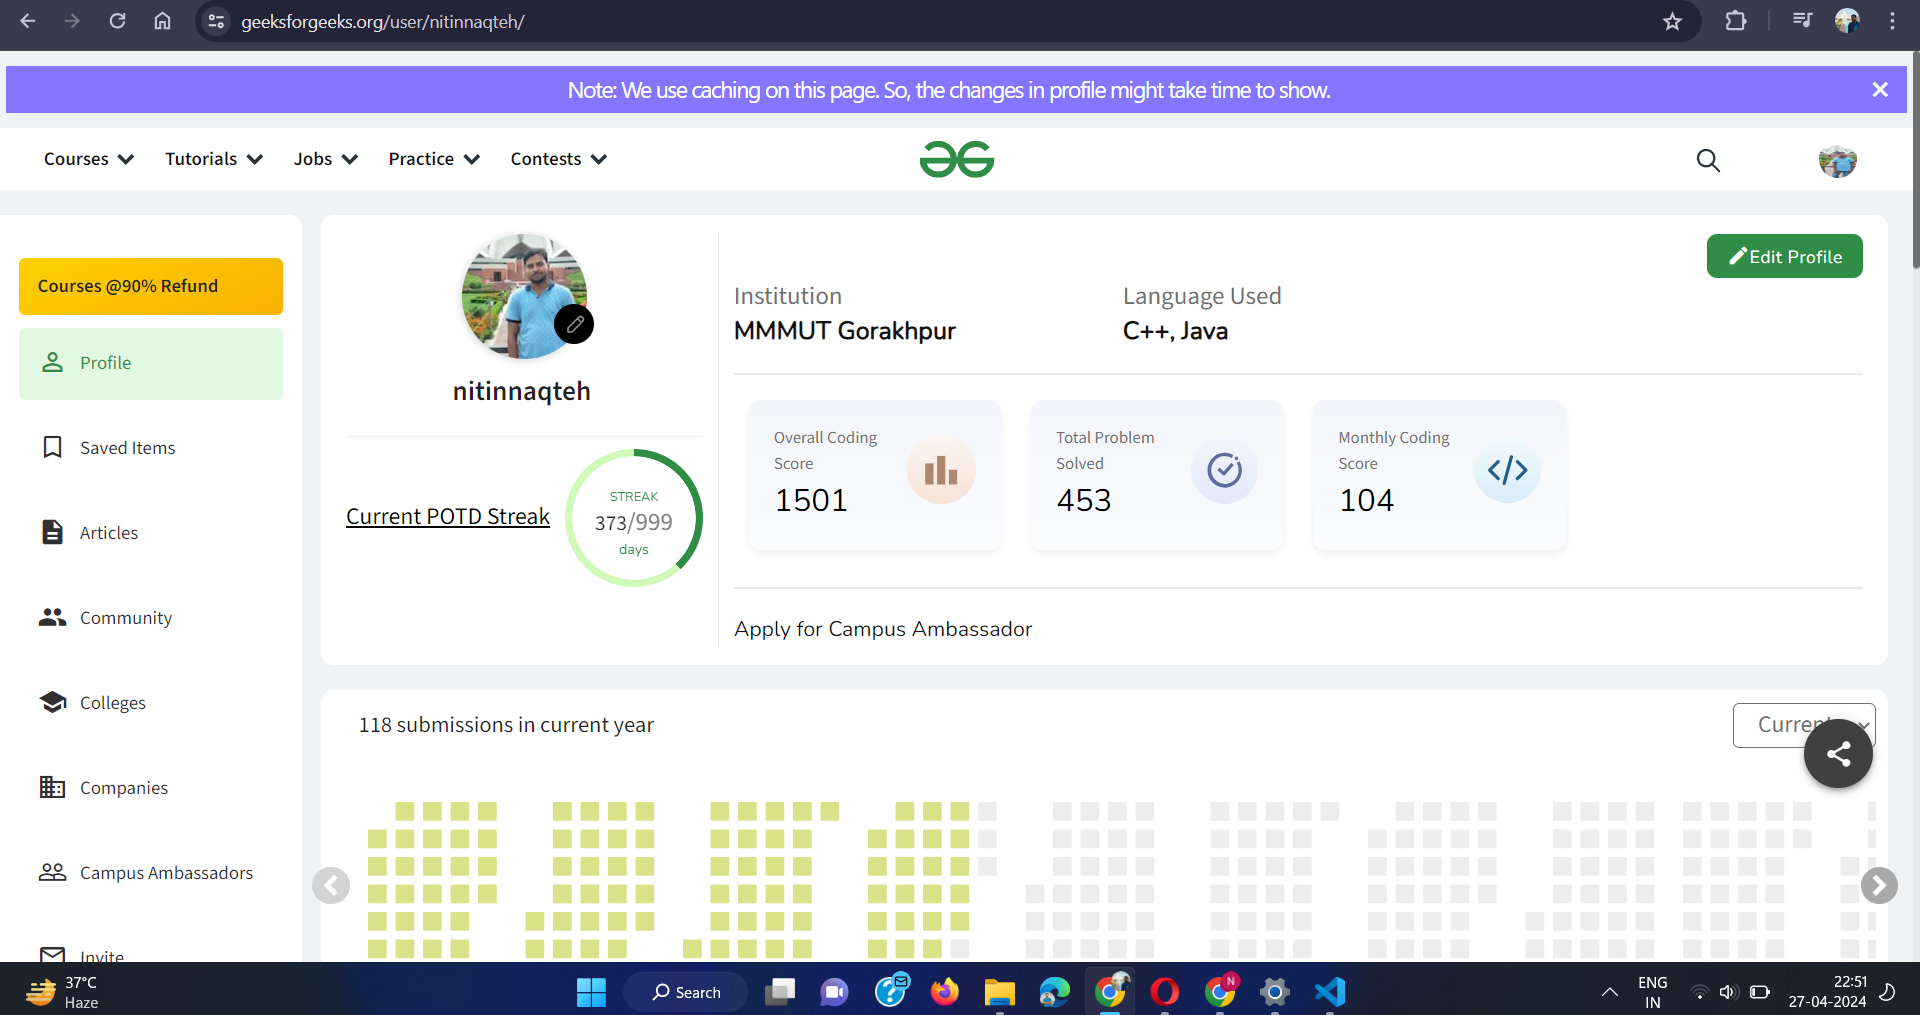 geeksforgeeks.org/user/nitinnaqteh/
Note: We use caching on this page. So, the changes in profile might take time to show.
Courses Tutorials Jobs Practice Contests
Courses @90% Refund
Profile
Saved Items
Articles
Community
Colleges
Companies
Campus Ambassadors
Invite
nitinnaqteh
Current POTD Streak
STREAK
373/999
days
Edit Profile
Institution
MMMUT Gorakhpur
Language Used
C++, Java
Overall Coding
Score
1501
Total Problem
Solved
453
Monthly Coding
Score
104
Apply for Campus Ambassador
118 submissions in current year
37°C
Haze
Search
N
ENG
IN
22:51
27-04-2024